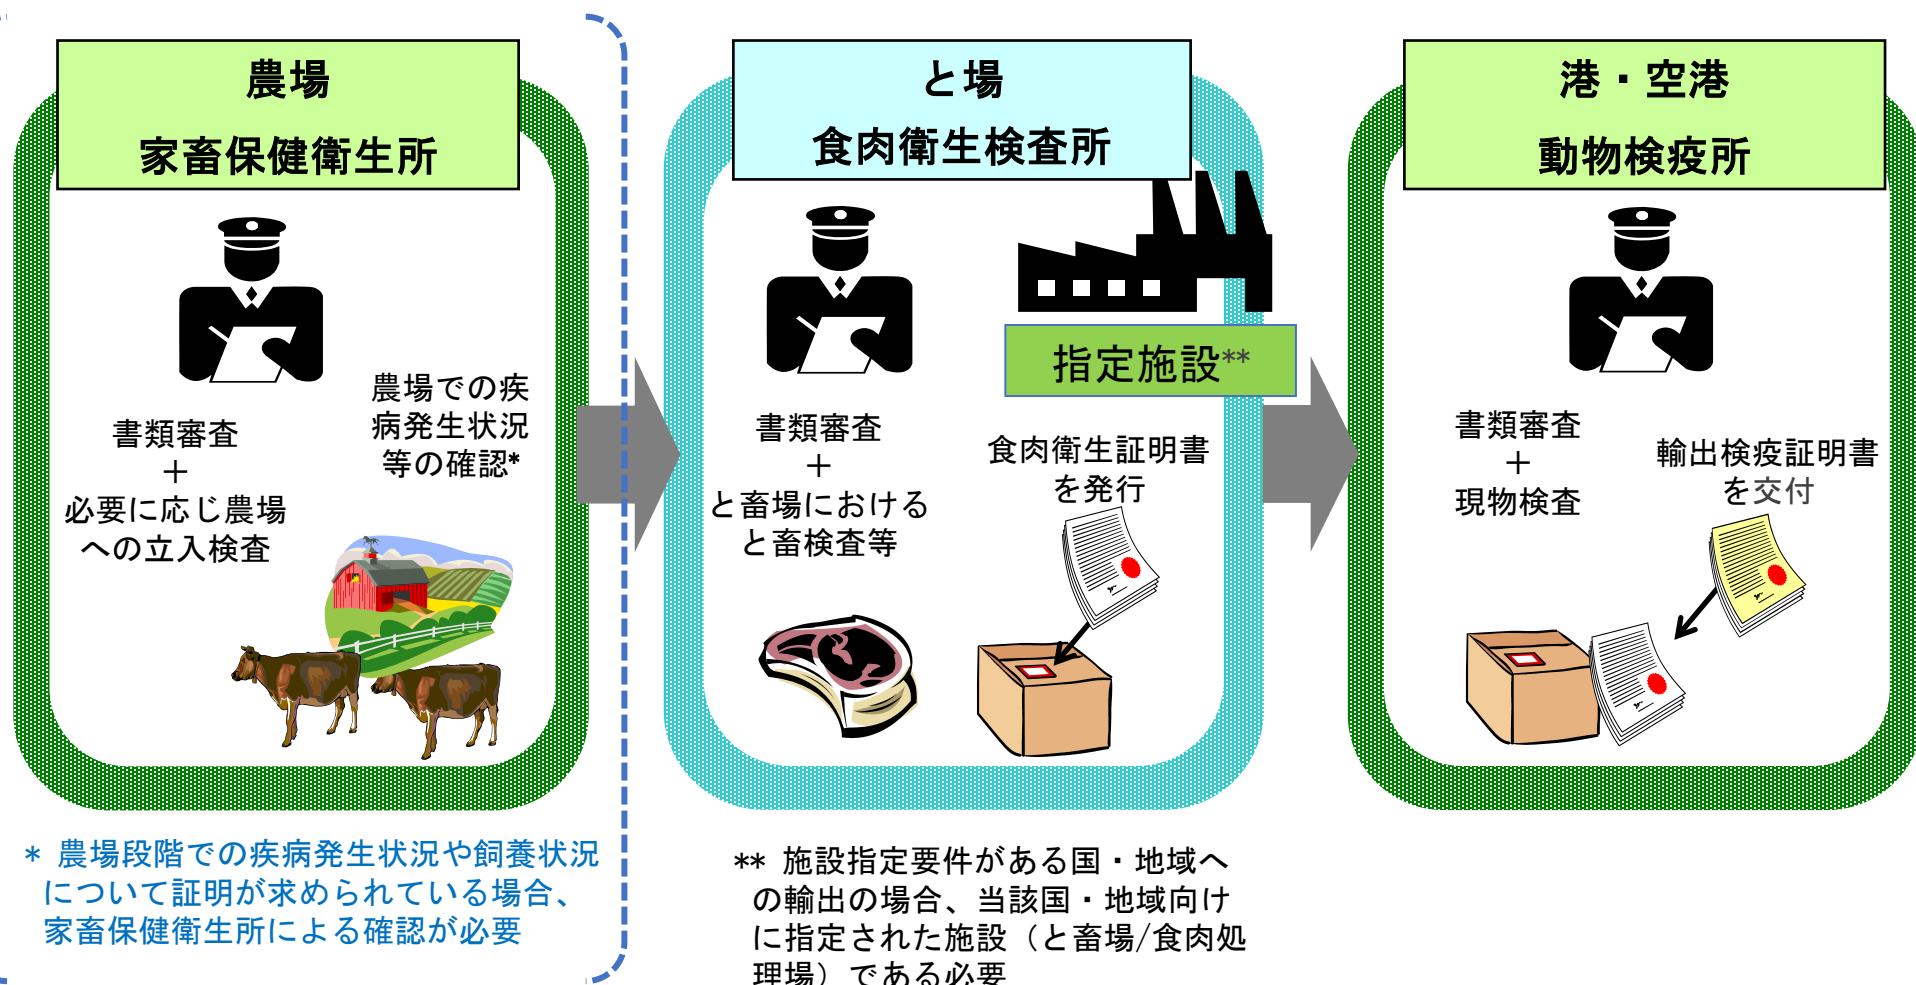 農場
家畜保健衛生所
農場での疾
病発生状況
等の確認*
書類審査
+
必要に応じ農場
への立入検査
* 農場段階での疾病発生状況や飼養状況
について証明が求められている場合、
家畜保健衛生所による確認が必要
と場
食肉衛生検査所
指定施設**
書類審査
+
と畜場における
と畜検査等
食肉衛生証明書
を発行
** 施設指定要件がある国・地域へ
の輸出の場合、当該国・地域向け
に指定された施設（と畜場/食肉処
理場）である必要
港・空港
動物検疫所
書類審査
+
現物検査
輸出検疫証明書
を交付